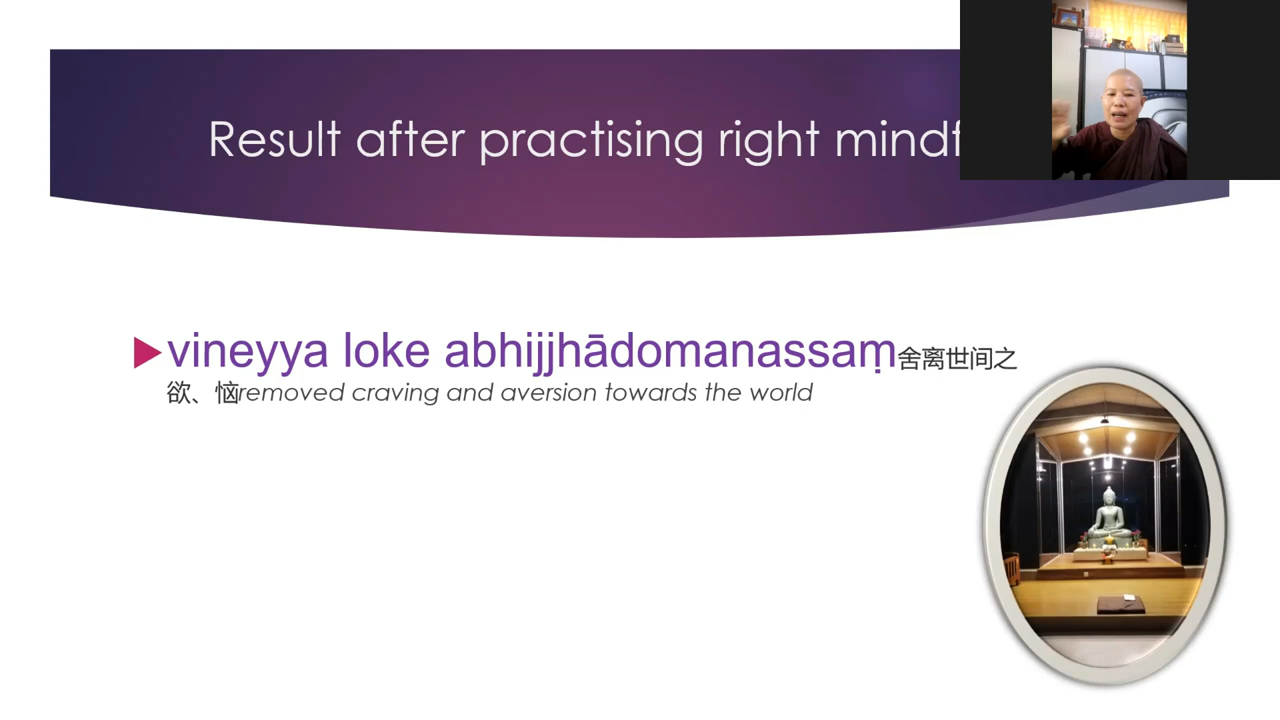 Result after practising right mindf
vineyya loke abhijjhādomanassaṃ舍离世间之
欲、恼removed craving and aversion towards the world